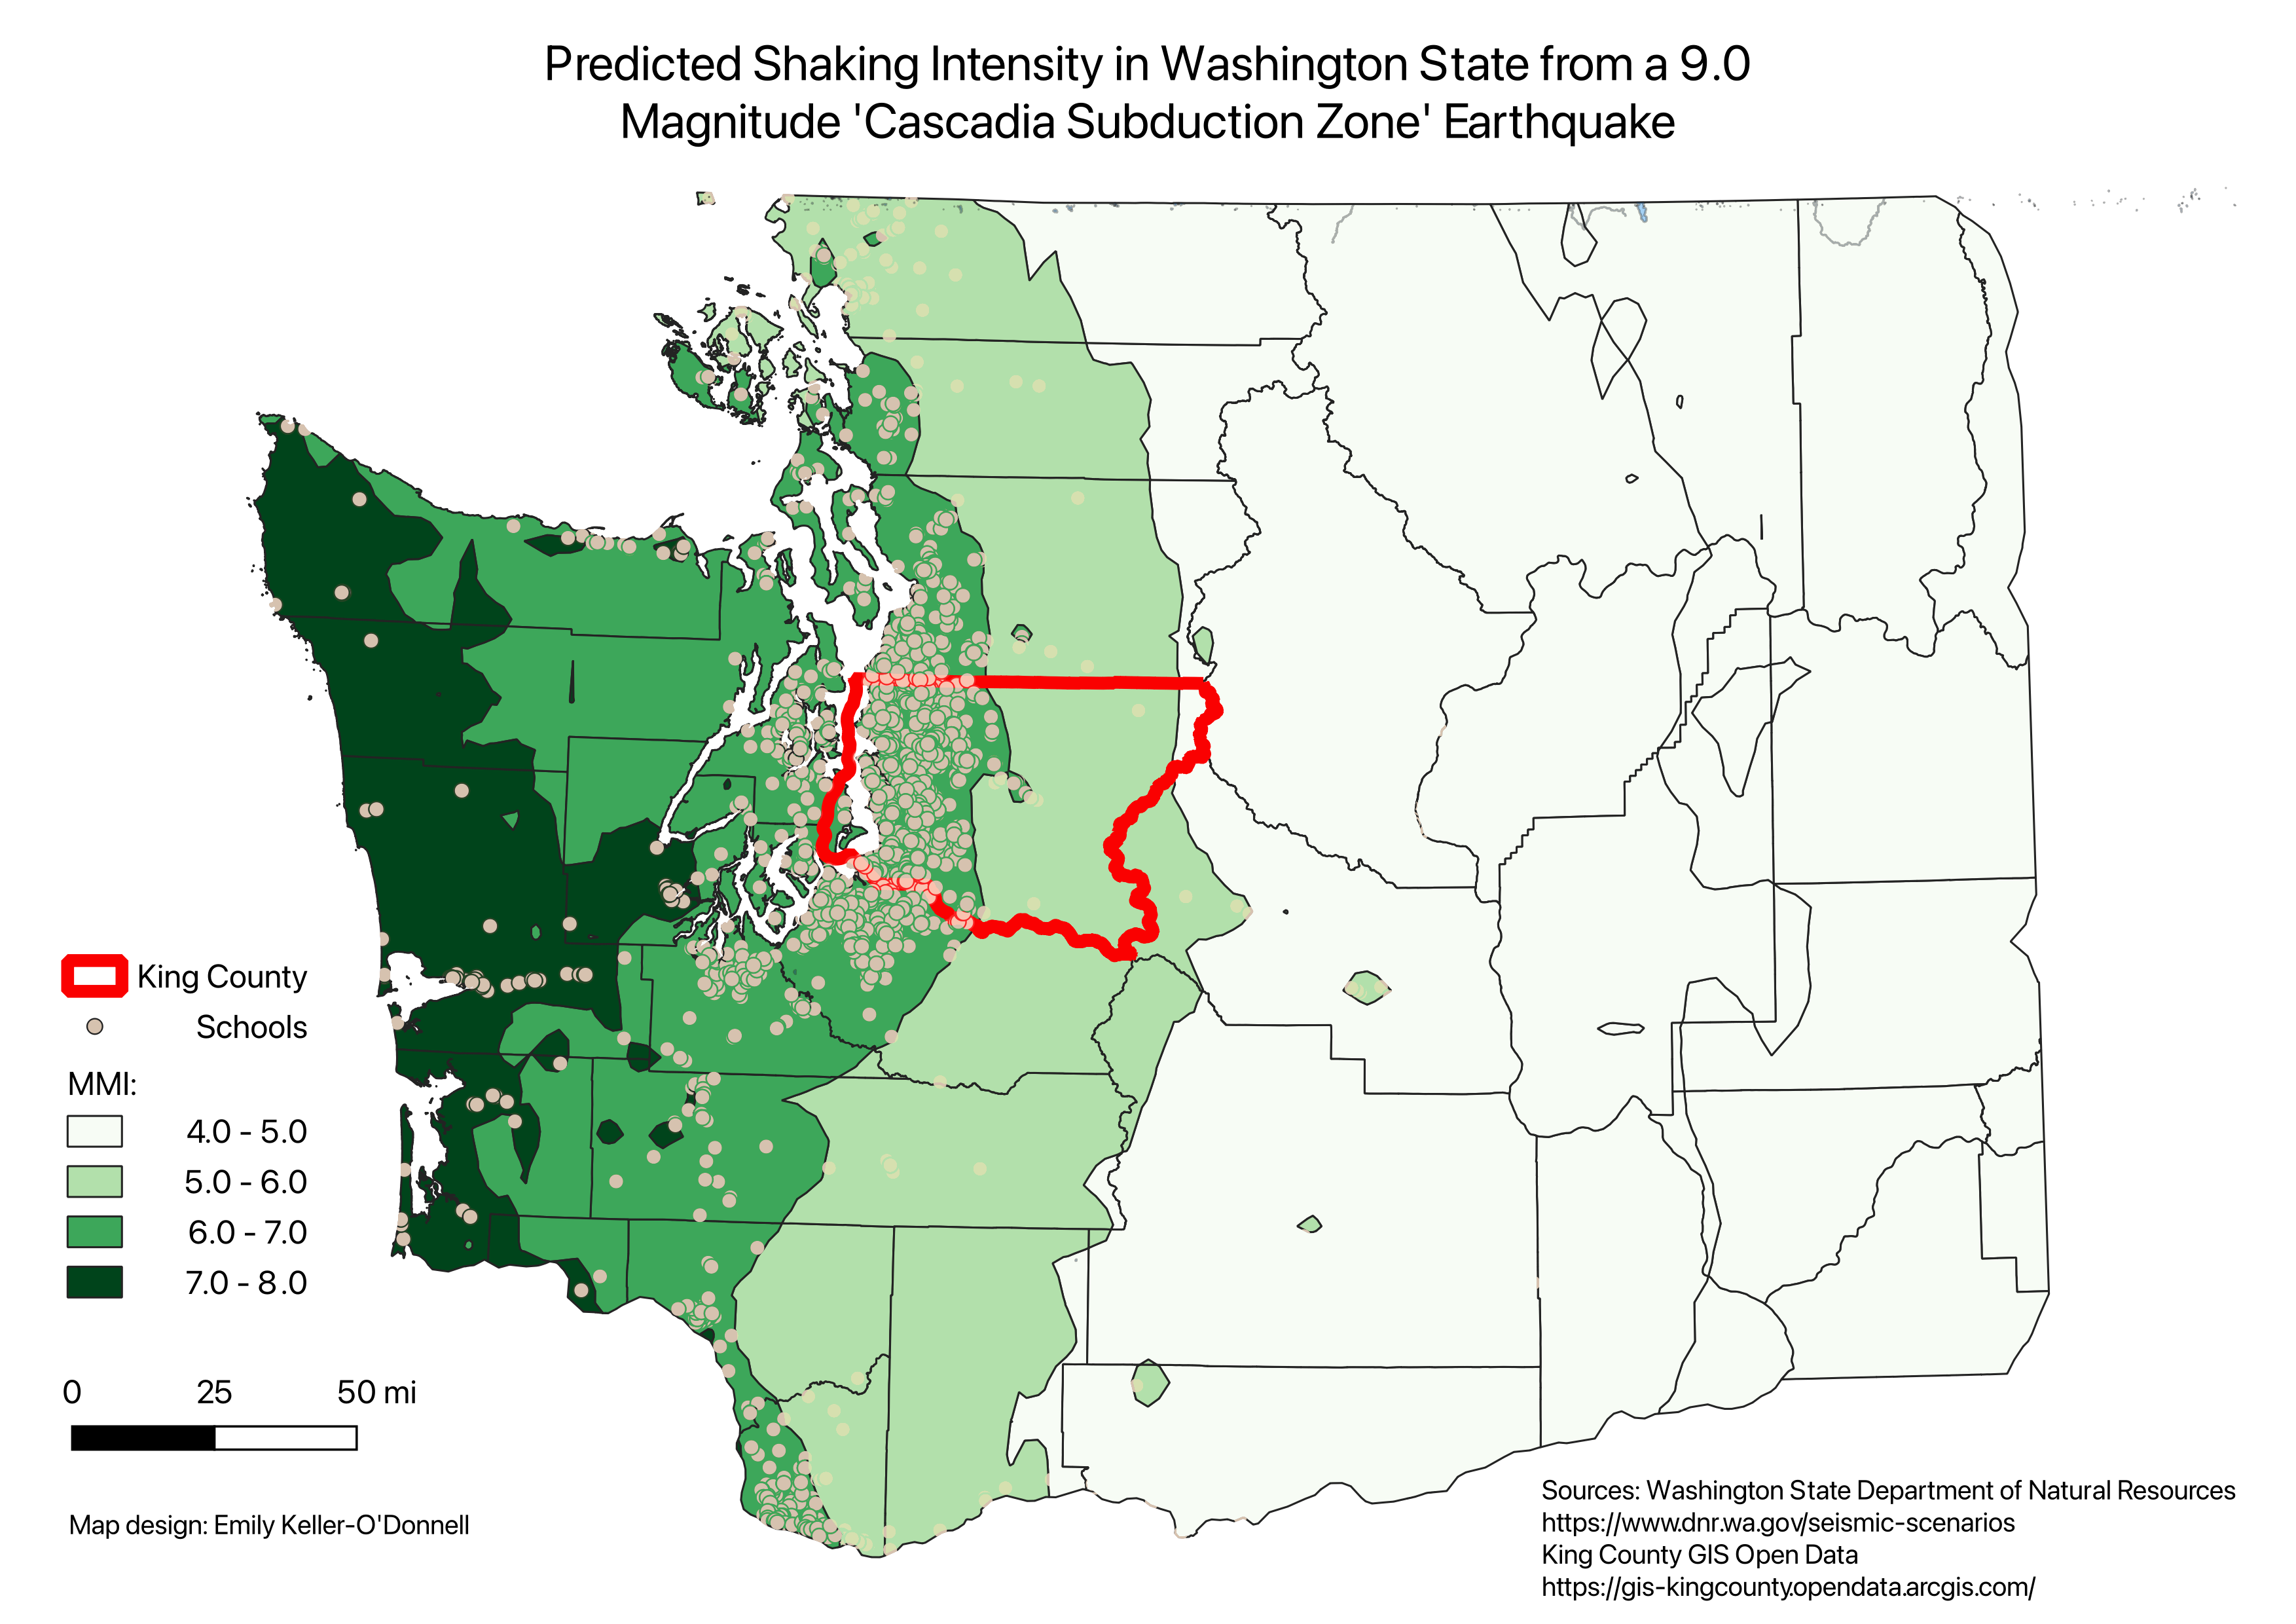 Predicted Shaking Intensity in Washington State from a 9.0
Magnitude 'Cascadia Subduction Zone' Earthquake
King County
Schools
MMI:
4.0 - 5.0
5.0 - 6.0
6.0 - 7.0
7.0 - 8.0
0 25 50 mi
Map design: Emily Keller-O'Donnell
Sources: Washington State Department of Natural Resources
https://www.dnr.wa.gov/seismic-scenarios
King County GIS Open Data
https://gis-kingcounty.opendata.arcgis.com/